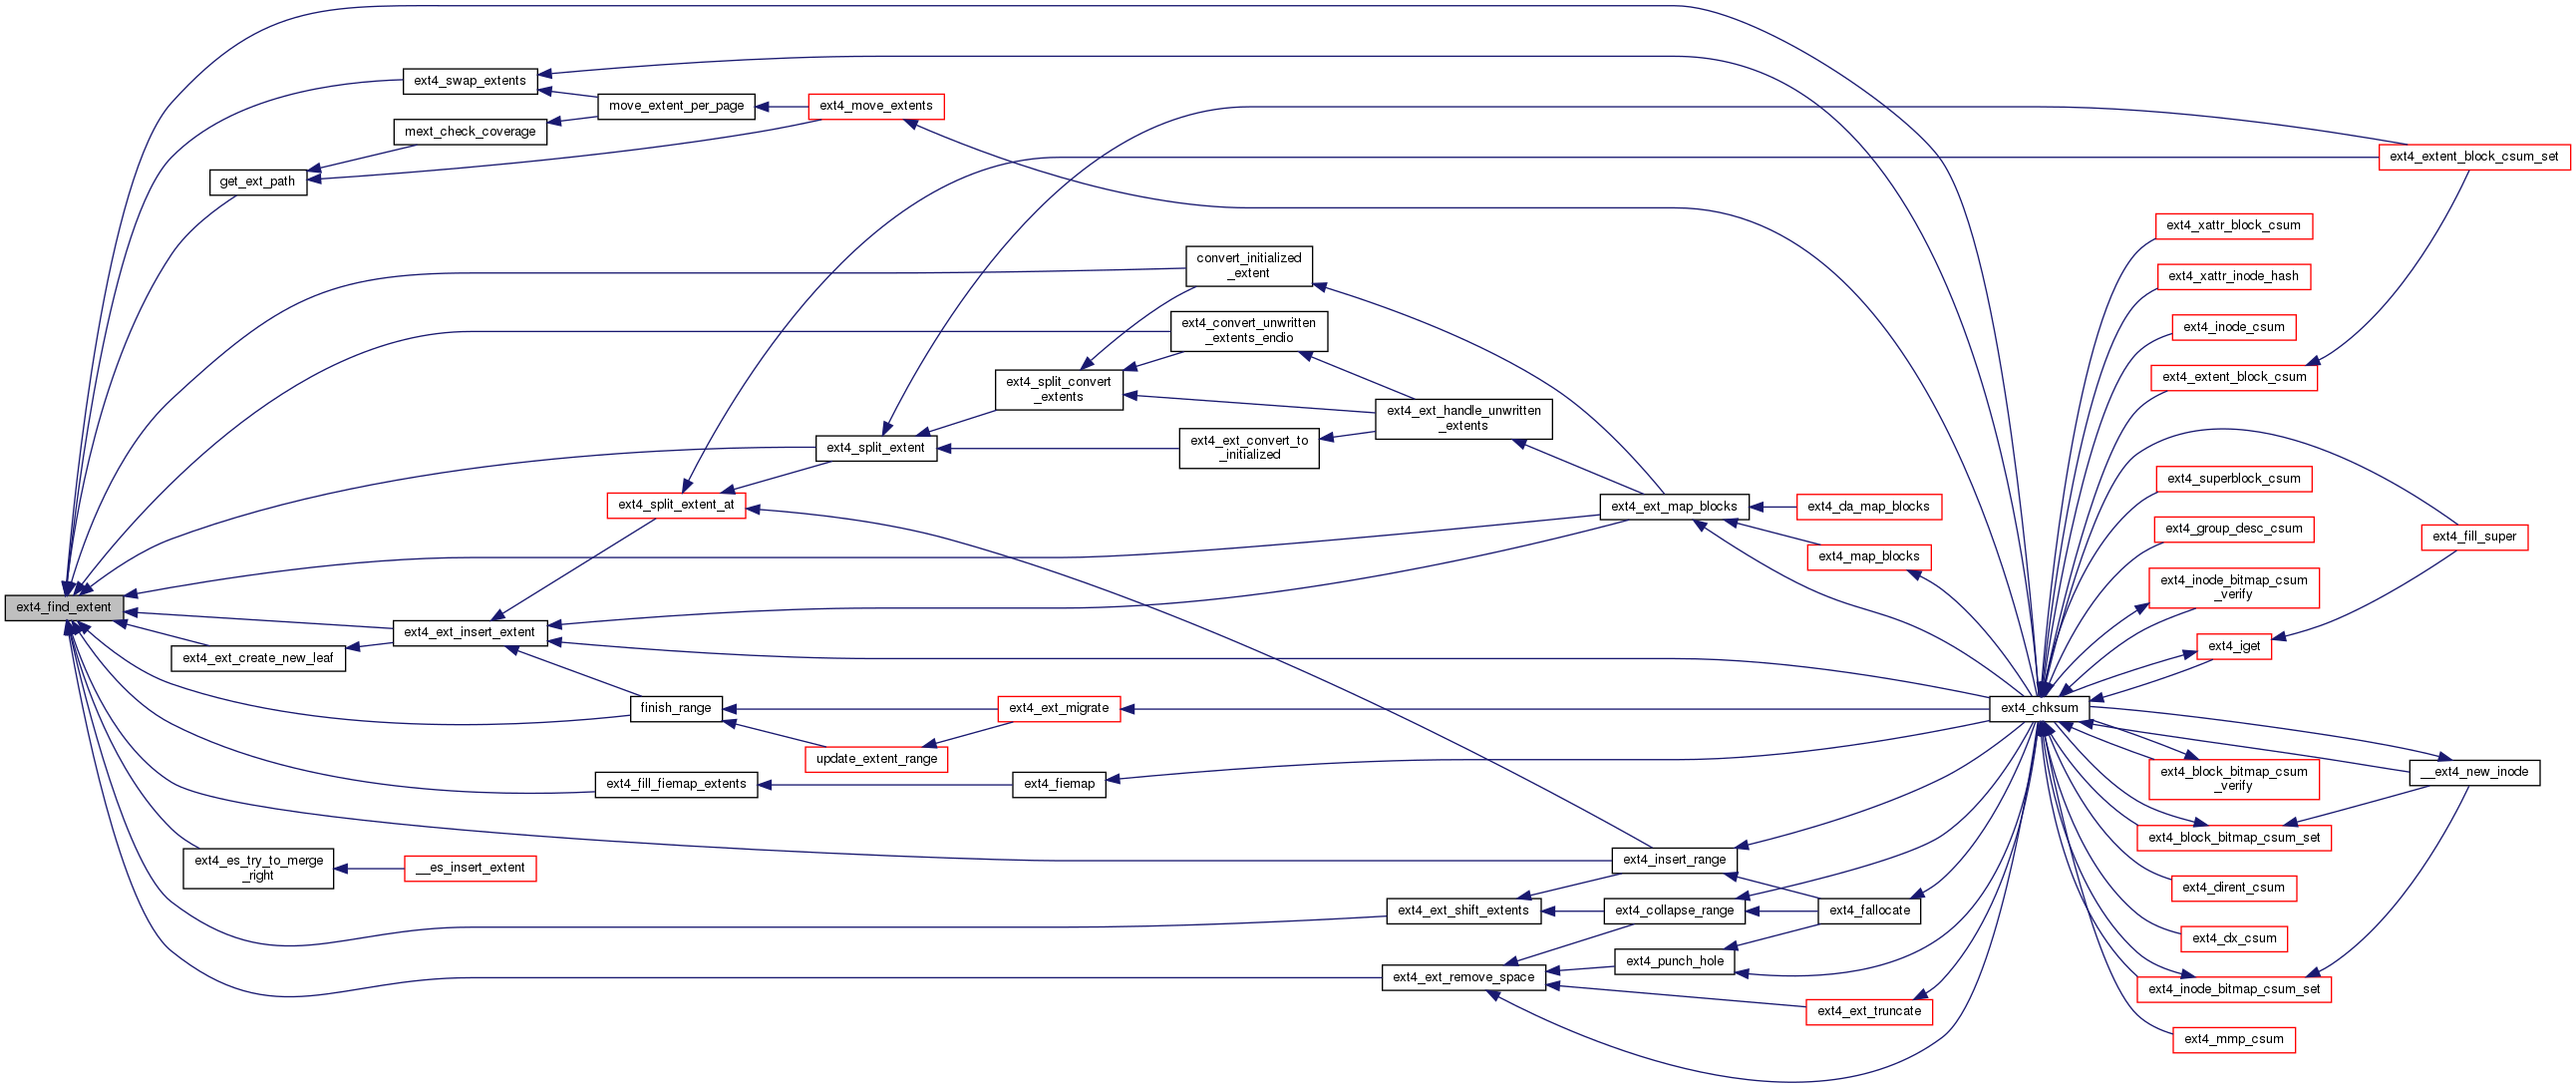 ext4_swap_extents
move_extent_per_page
ext4_move_extents
mext_check_coverage
ext4_extent_block_csum_set
get_ext_path
ext4_xattr_block_csum
convert_initialized
_extent
ext4_xattr_inode_hash
ext4_convert_unwritten
_extents_endio
ext4_inode_csum
ext4_split_convert
_extents
ext4_extent_block_csum
ext4_ext_handle_unwritten
_extents
ext4_split_extent
ext4_ext_convert_to
_initialized
ext4_superblock_csum
ext4_split_extent_at
ext4_ext_map_blocks
ext4_da_map_blocks
ext4_group_desc_csum
ext4_fill_super
ext4_map_blocks
ext4_inode_bitmap_csum
_verify
ext4_find_extent
ext4_ext_insert_extent
ext4_iget
ext4_ext_create_new_leaf
finish_range
ext4_ext_migrate
ext4_chksum
update_extent_range
ext4_block_bitmap_csum
_verify
__ext4_new_inode
ext4_fill_fiemap_extents
ext4_fiemap
ext4_block_bitmap_csum_set
ext4_es_try_to_merge
_right
__es_insert_extent
ext4_insert_range
ext4_dirent_csum
ext4_ext_shift_extents
ext4_collapse_range
ext4_fallocate
ext4_dx_csum
ext4_punch_hole
ext4_ext_remove_space
ext4_inode_bitmap_csum_set
ext4_ext_truncate
ext4_mmp_csum